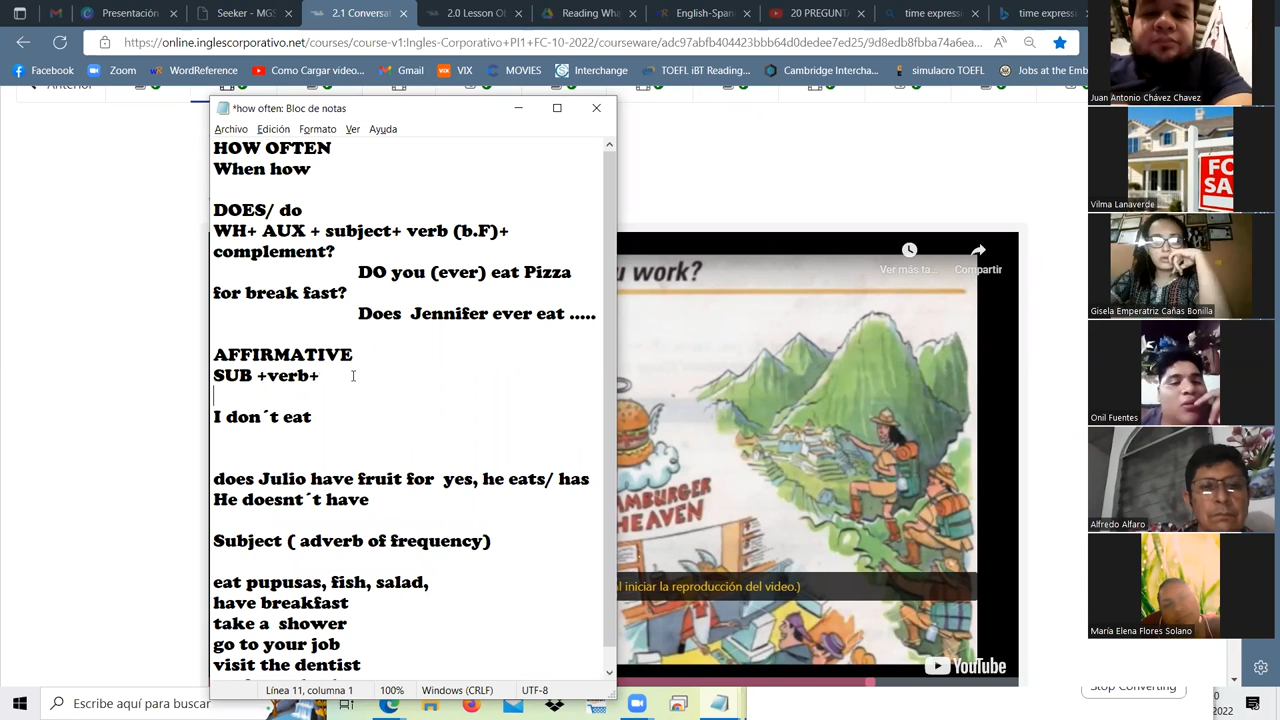 Seeker - MGS
2.1 Conversat
2.0 Lesson Ob
Reading Wha
English-Span
20 PREGUNTA
time expressi
time expres
https://online.inglescorporativo.net/courses/course-v1:Ingles-Corporativo+PI1+FC-10-2022/courseware/adc97abfb404423bbb64d0dedee7ed25/9d8edb8fbba74a6ea...
Facebook
Zoom
WordReference
Como Cargar video...
Gmail
VIX
MOVIES
Interchange
TOEFL iBT Reading...
Cambridge Intercha...
simulacro TOEFL
Jobs at the Emb
Anterior
*how often: Bloc de notas
Archivo Edición Formato Ver Ayuda
HOW OFTEN
When how
DOES/ do
WH+ AUX + subject+ verb (b.F)+
complement?
DO you (ever) eat Pizza
for break fast?
Does Jennifer ever eat .....
AFFIRMATIVE
SUB +verb+
I don´t eat
does Julio have fruit for yes, he eats/ has
He doesnt´t have
Subject ( adverb of frequency)
eat pupusas, fish, salad,
have breakfast
take a shower
go to your job
visit the dentist
Línea 11, columna 1
100%
Windows (CRLF)
UTF-8
u work?
Ver más ta...
Compartir
HAMBURGER
HEAVEN
al iniciar la reproducción del video.)
YouTube
Juan Antonio Chávez Chavez
FO
SA
Vilma Lanaverde
Gisela Emperatriz Cañas Bonilla
Onil Fuentes
Alfredo Alfaro
María Elena Flores Solano
Stop Converting
Escribe aquí para buscar
2022